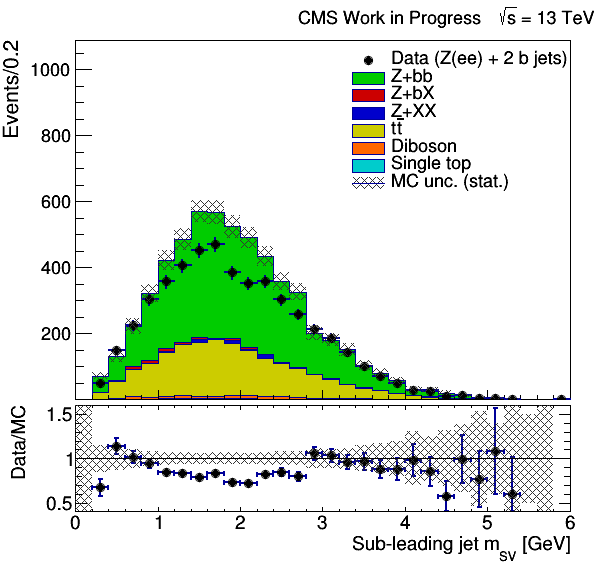 CMS Work in Progress √s = 13 TeV
Events/0.2
1000
800
600
400
200
Data (Z(ee) + 2 b jets)
Z+bb
Z+bX
Z+XX
tt̅
Diboson
Single top
MC unc. (stat.)
Data/MC
1.5
1
0.5
0 1 2 3 4 5 6
Sub-leading jet m_SV [GeV]